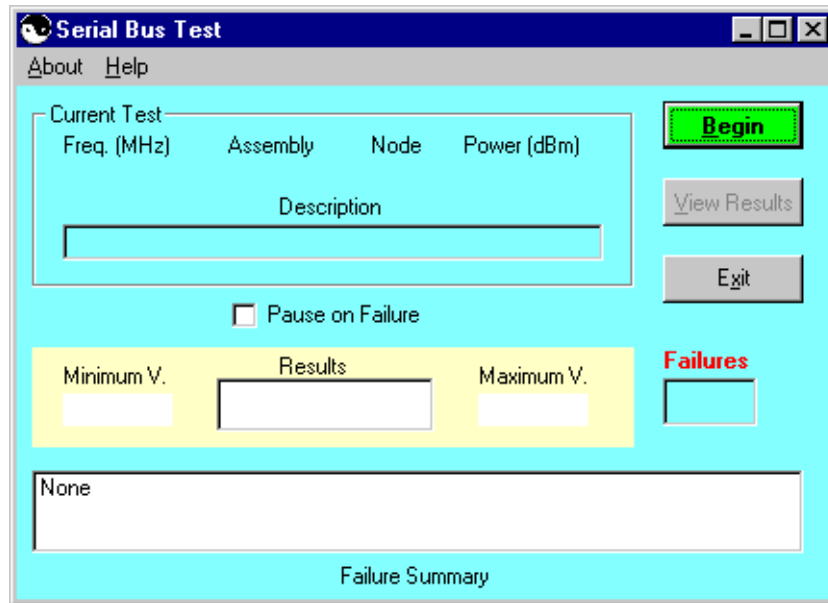 Serial Bus Test
About Help
Current Test
Freq. (MHz) Assembly Node Power (dBm)
Begin
Description
View Results
Exit
Pause on Failure
Minimum V. Results Maximum V.
Failures
None
Failure Summary